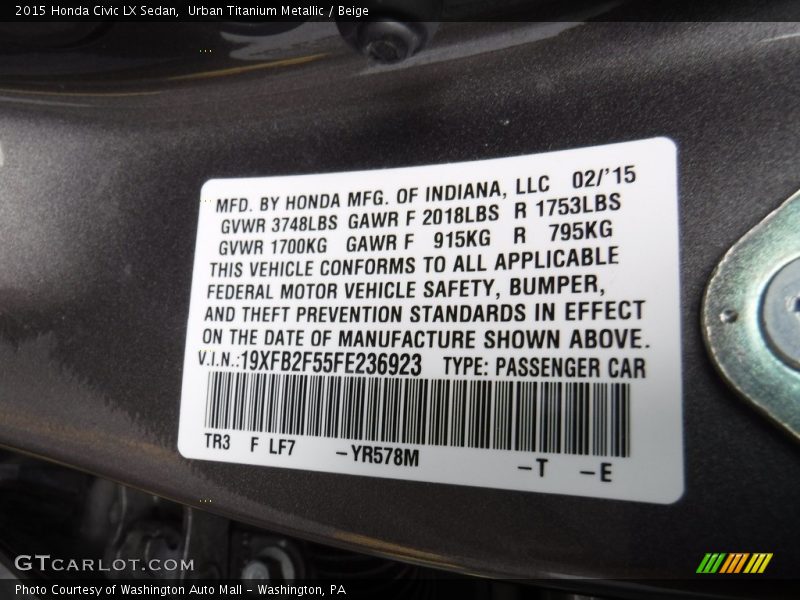 2015 Honda Civic LX Sedan,  Urban Titanium Metallic / Beige
MFD. BY HONDA MFG. OF INDIANA, LLC 02/'15
GVWR 3748LBS GAWR F 2018LBS R 1753LBS
GVWR 1700KG GAWR F 915KG R 795KG
THIS VEHICLE CONFORMS TO ALL APPLICABLE
FEDERAL MOTOR VEHICLE SAFETY, BUMPER,
AND THEFT PREVENTION STANDARDS IN EFFECT
ON THE DATE OF MANUFACTURE SHOWN ABOVE.
V.I.N.:19XFB2F55FE236923 TYPE: PASSENGER CAR
TR3 F LF7 –YR578M –T –E
GTCARLOT.COM
Photo Courtesy of Washington Auto Mall – Washington, PA